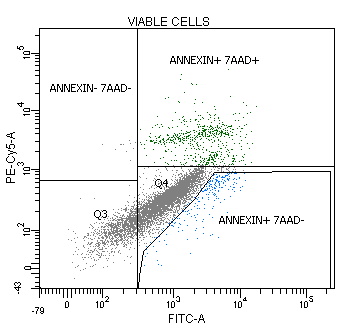 VIABLE CELLS
ANNEXIN+ 7AAD+
ANNEXIN- 7AAD-
Q4
Q3
ANNEXIN+ 7AAD-
PE-Cy5-A
10^5
10^4
10^3
10^2
0
-43
-79
0
10^2
10^3
10^4
10^5
FITC-A